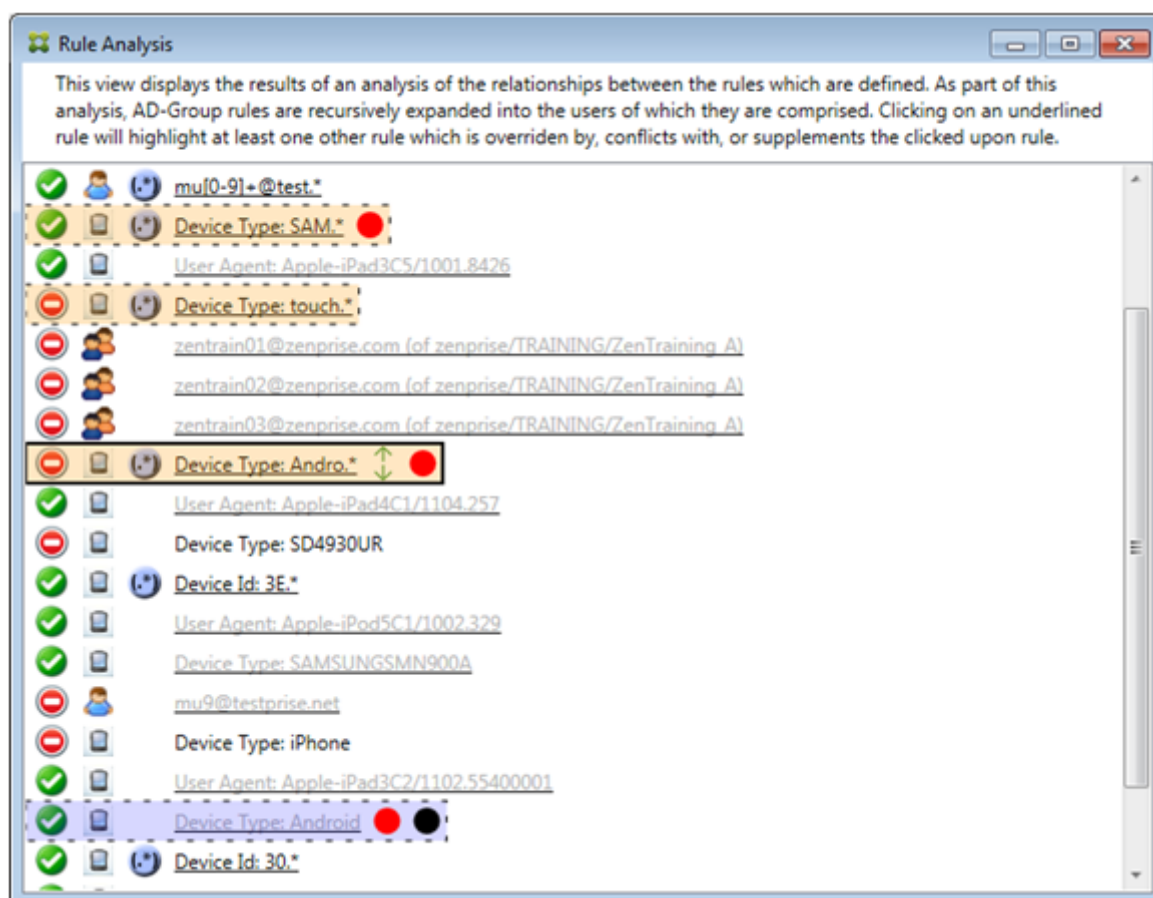 Rule Analysis
This view displays the results of an analysis of the relationships between the rules which are defined. As part of this
analysis, AD-Group rules are recursively expanded into the users of which they are comprised. Clicking on an underlined
rule will highlight at least one other rule which is overriden by, conflicts with, or supplements the clicked upon rule.
(.*) mu[0-9]+@test.*
(.*) Device Type: SAM.*
User Agent: Apple-iPad3C5/1001.8426
(.*) Device Type: touch.*
zentrain01@zenprise.com (of zenprise/TRAINING/ZenTraining_A)
zentrain02@zenprise.com (of zenprise/TRAINING/ZenTraining_A)
zentrain03@zenprise.com (of zenprise/TRAINING/ZenTraining_A)
(.*) Device Type: Andro.*
User Agent: Apple-iPad4C1/1104.257
Device Type: SD4930UR
(.*) Device Id: 3E.*
User Agent: Apple-iPod5C1/1002.329
Device Type: SAMSUNGSMN900A
mu9@testprise.net
Device Type: iPhone
User Agent: Apple-iPad3C2/1102.55400001
Device Type: Android
(.*) Device Id: 30.*